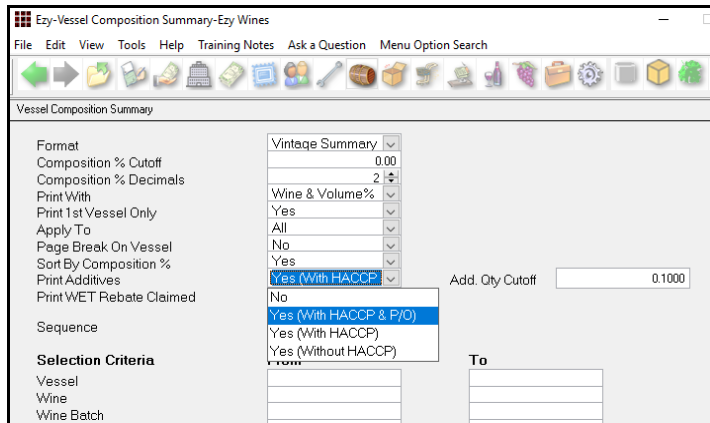 Ezy-Vessel Composition Summary-Ezy Wines
File Edit View Tools Help Training Notes Ask a Question Menu Option Search
Vessel Composition Summary
Format Vintage Summary
Composition % Cutoff 0.00
Composition % Decimals 2
Print With Wine & Volume%
Print 1st Vessel Only Yes
Apply To All
Page Break On Vessel No
Sort By Composition % Yes
Print Additives Yes (With HACCP Add. Qty Cutoff 0.1000
Print WET Rebate Claimed No
Yes (With HACCP & P/O)
Sequence Yes (With HACCP)
Yes (Without HACCP)
Selection Criteria From To
Vessel
Wine
Wine Batch